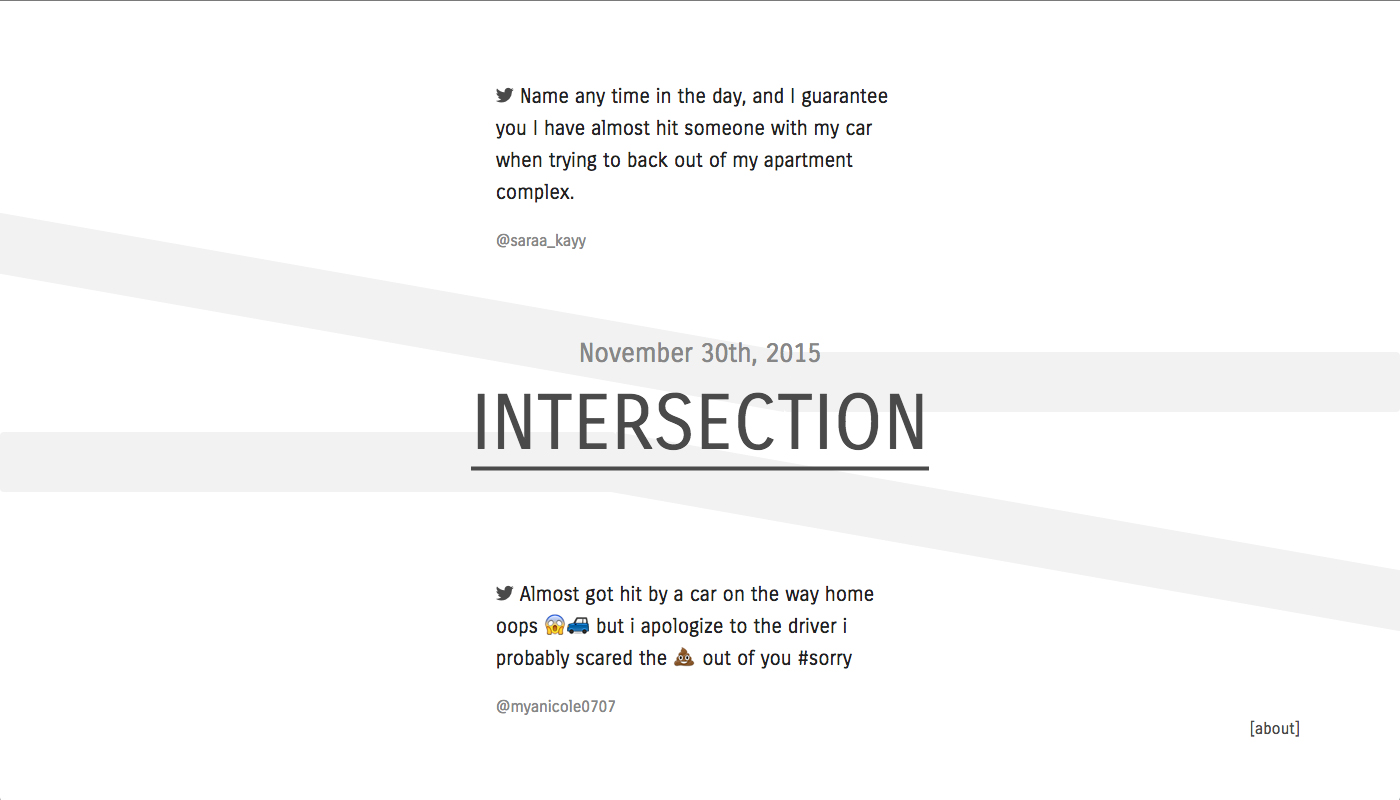 Name any time in the day, and I guarantee
you I have almost hit someone with my car
when trying to back out of my apartment
complex.
@saraa_kayy
November 30th, 2015
INTERSECTION
Almost got hit by a car on the way home
oops 😱🚙 but i apologize to the driver i
probably scared the 💩 out of you #sorry
@myanicole0707
[about]